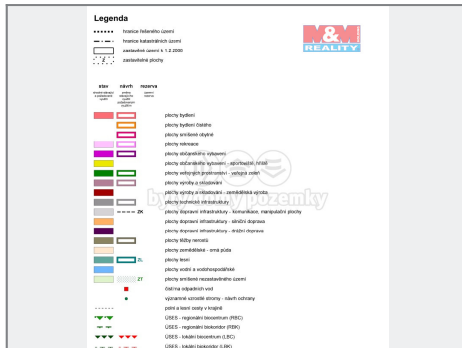 Legenda
M&M
REALITY
hranice řešeného území
hranice katastrálních území
zastavěné území k 1.2.2000
Z zastavitelné plochy
stav návrh rezerva
plochy bydlení
plochy bydlení čistého
plochy smíšené obytné
plochy rekreace
plochy občanského vybavení
plochy občanského vybavení - sportoviště, hřiště
plochy veřejných prostranství - veřejná zeleň
plochy výroby a skladování
plochy výroby a skladování - zemědělská výroba
plochy technické infrastruktury
ZK plochy dopravní infrastruktury - komunikace, manipulační plochy
plochy dopravní infrastruktury - silniční doprava
plochy dopravní infrastruktury - drážní doprava
plochy těžby nerostů
plochy zemědělské - orná půda
ZL plochy lesní
plochy vodní a vodohospodářské
ZT plochy smíšené nezastavěného území
čistírna odpadních vod
významné vzrostlé stromy - návrh ochrany
polní a lesní cesty v krajině
ÚSES - regionální biocentrum (RBC)
ÚSES - regionální biokoridor (RBK)
ÚSES - lokální biocentrum (LBC)
ÚSES - lokální biokoridor (LBK)